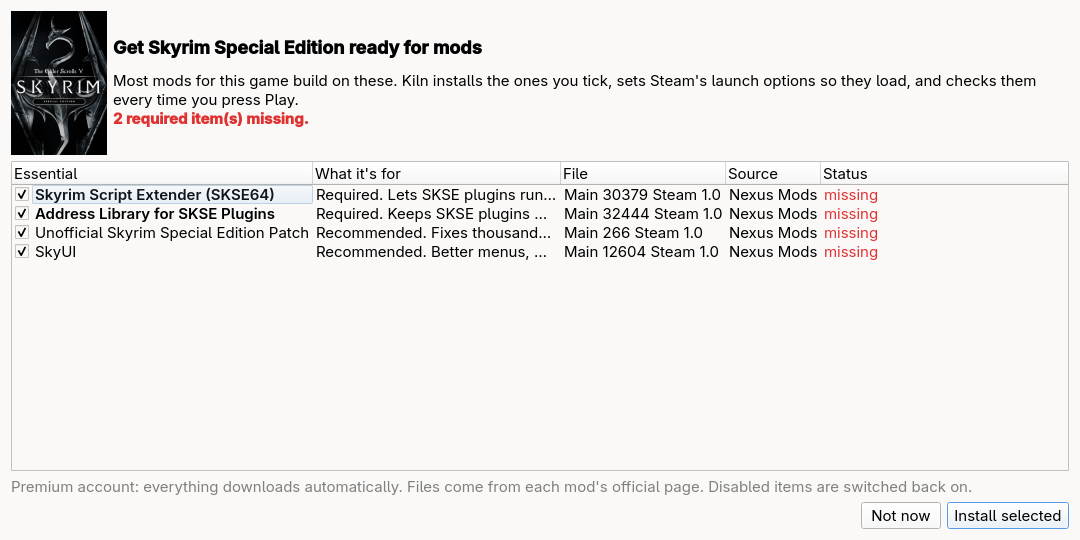 The Elder Scrolls V
SKYRIM
SPECIAL EDITION
Get Skyrim Special Edition ready for mods
Most mods for this game build on these. Kiln installs the ones you tick, sets Steam's launch options so they load, and checks them
every time you press Play.
2 required item(s) missing.
Essential What it's for File Source Status
Skyrim Script Extender (SKSE64) Required. Lets SKSE plugins run... Main 30379 Steam 1.0 Nexus Mods missing
Address Library for SKSE Plugins Required. Keeps SKSE plugins ... Main 32444 Steam 1.0 Nexus Mods missing
Unofficial Skyrim Special Edition Patch Recommended. Fixes thousand... Main 266 Steam 1.0 Nexus Mods missing
SkyUI Recommended. Better menus, ... Main 12604 Steam 1.0 Nexus Mods missing
Premium account: everything downloads automatically. Files come from each mod's official page. Disabled items are switched back on.
Not now Install selected